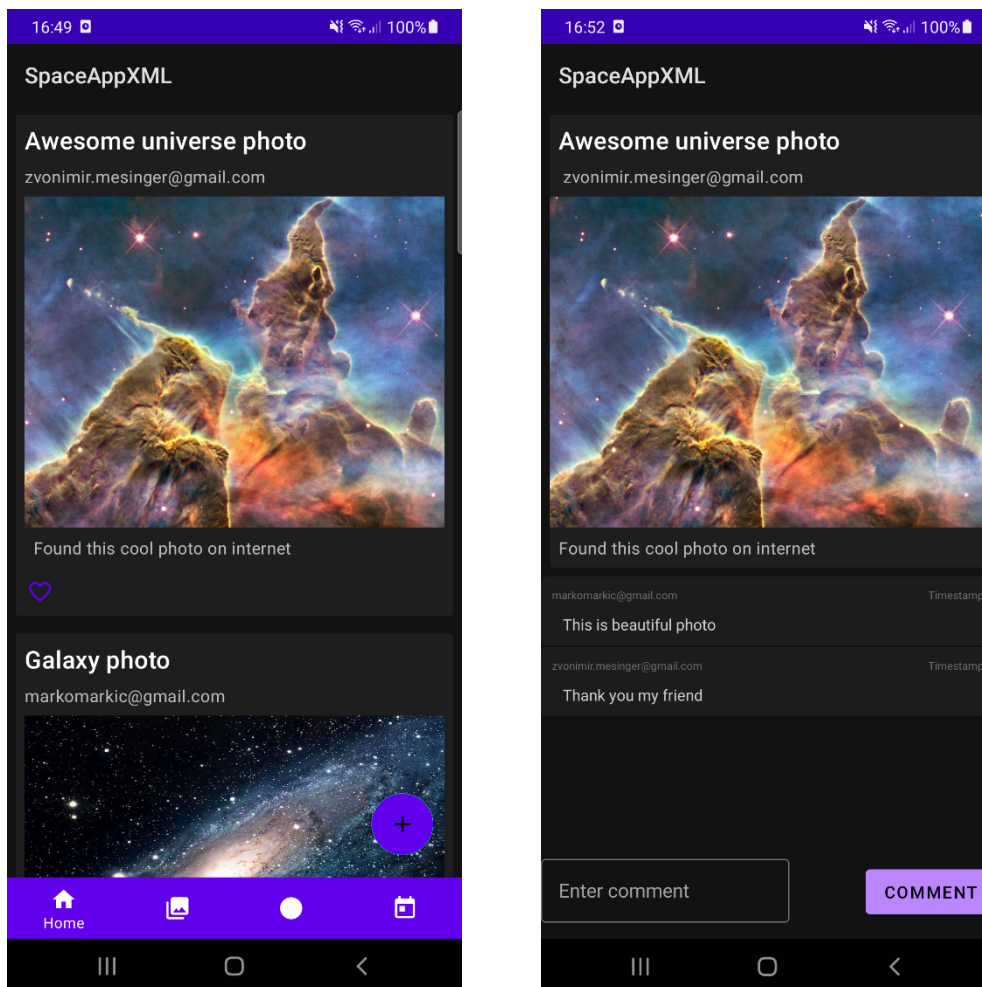 16:49
100%
SpaceAppXML
Awesome universe photo
zvonimir.mesinger@gmail.com
Found this cool photo on internet
Galaxy photo
markomarkic@gmail.com
+
Home
16:52
100%
SpaceAppXML
Awesome universe photo
zvonimir.mesinger@gmail.com
Found this cool photo on internet
markomarkic@gmail.com Timestamp
This is beautiful photo
zvonimir.mesinger@gmail.com Timestamp
Thank you my friend
Enter comment
COMMENT